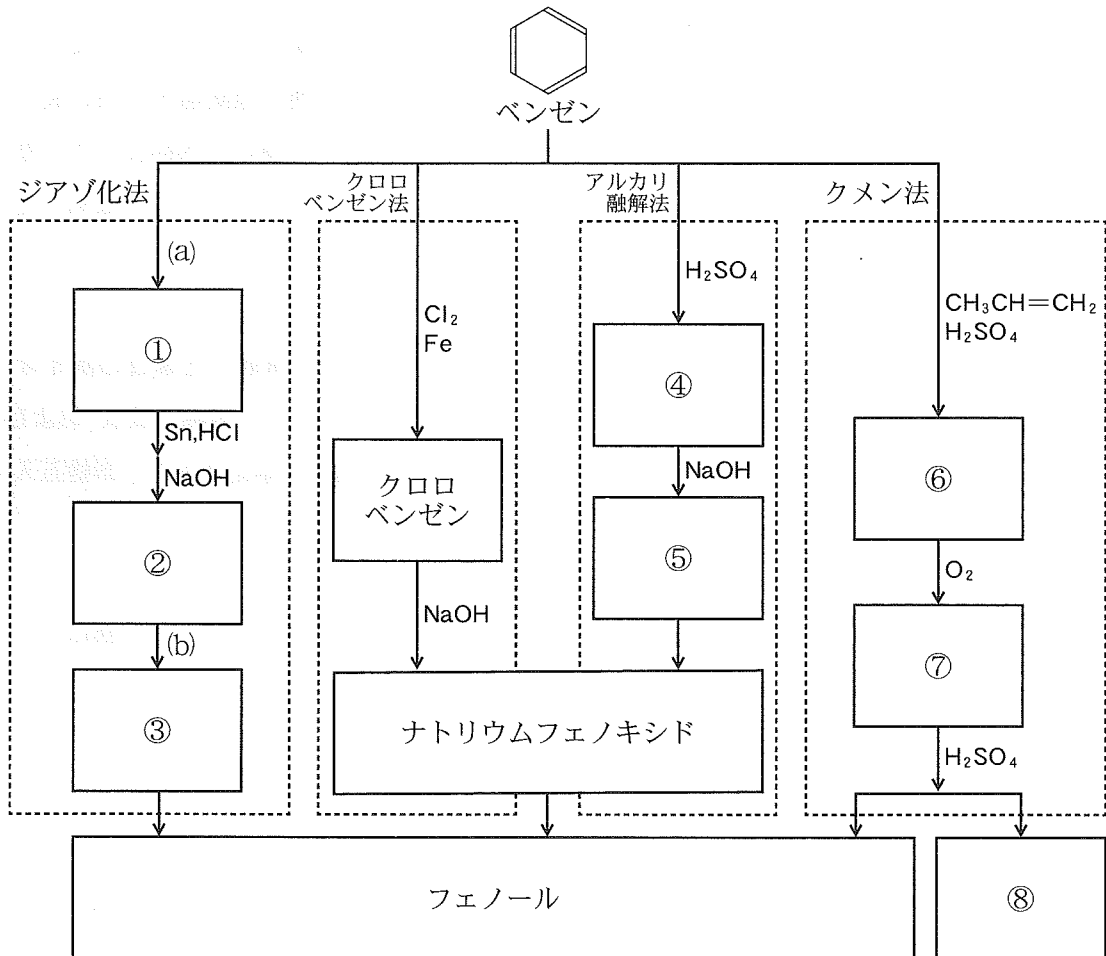 ベンゼン
ジアゾ化法
クロロ
ベンゼン法
アルカリ
融解法
クメン法
(a)
①
Sn,HCl
NaOH
②
(b)
③
Cl₂
Fe
クロロ
ベンゼン
NaOH
H₂SO₄
④
NaOH
⑤
ナトリウムフェノキシド
CH₃CH=CH₂
H₂SO₄
⑥
O₂
⑦
H₂SO₄
フェノール
⑧